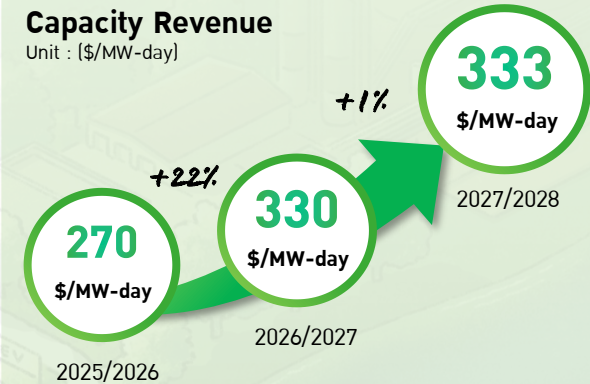 Capacity Revenue
Unit : ($/MW-day)
270
$/MW-day
2025/2026
+22%
330
$/MW-day
2026/2027
+1%
333
$/MW-day
2027/2028